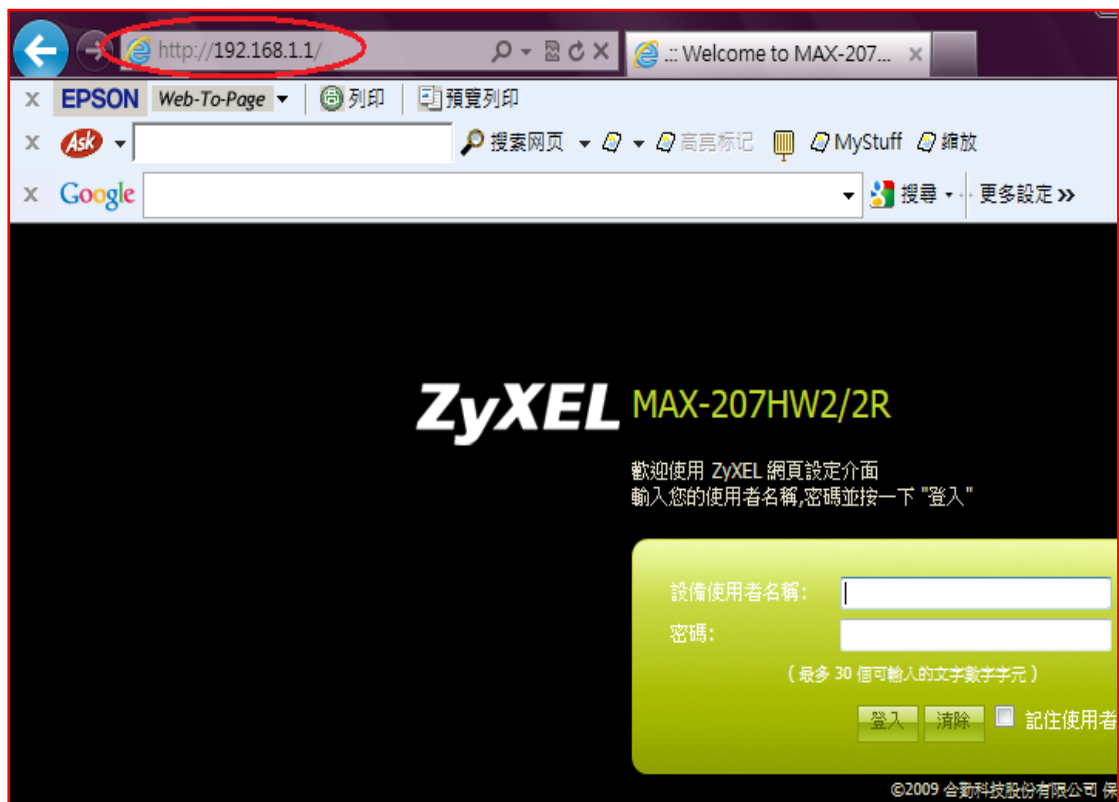 http://192.168.1.1/
.:: Welcome to MAX-207...
EPSON Web-To-Page 列印 預覽列印
Ask 搜索网页 高亮标记 MyStuff 缩放
Google 搜尋 更多設定
ZyXEL MAX-207HW2/2R
歡迎使用 ZyXEL 網頁設定介面
輸入您的使用者名稱,密碼並按一下 "登入"
設備使用者名稱:
密碼:
( 最多 30 個可輸入的文字數字字元 )
登入 清除 記住使用者
©2009 合勤科技股份有限公司 保